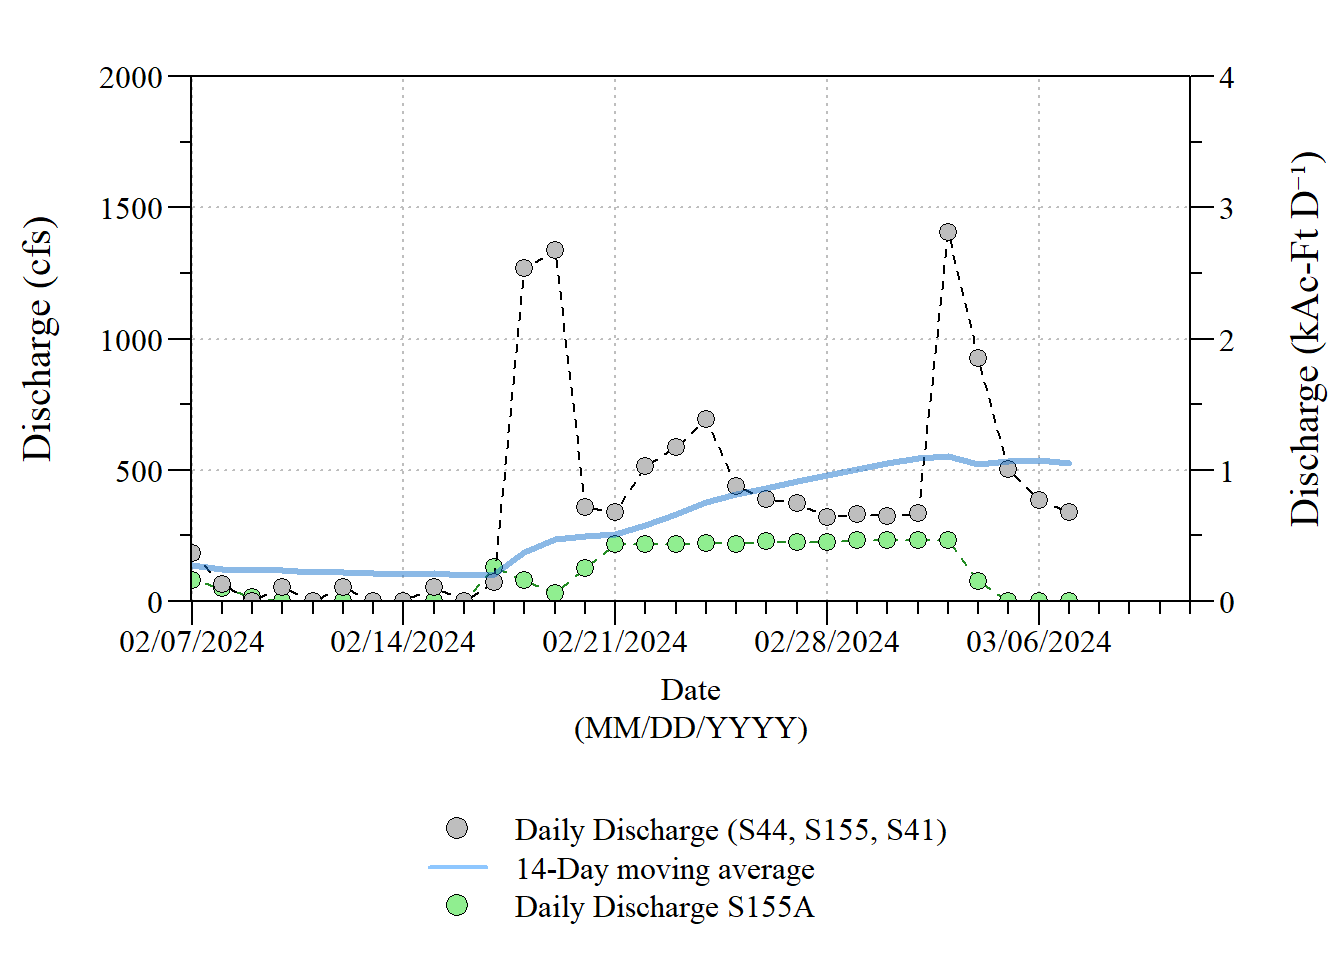 2000
1500
1000
500
0
4
3
2
1
0
Discharge (cfs)
Discharge (kAc-Ft D⁻¹)
02/07/2024 02/14/2024 02/21/2024 02/28/2024 03/06/2024
Date
(MM/DD/YYYY)
Daily Discharge (S44, S155, S41)
14-Day moving average
Daily Discharge S155A